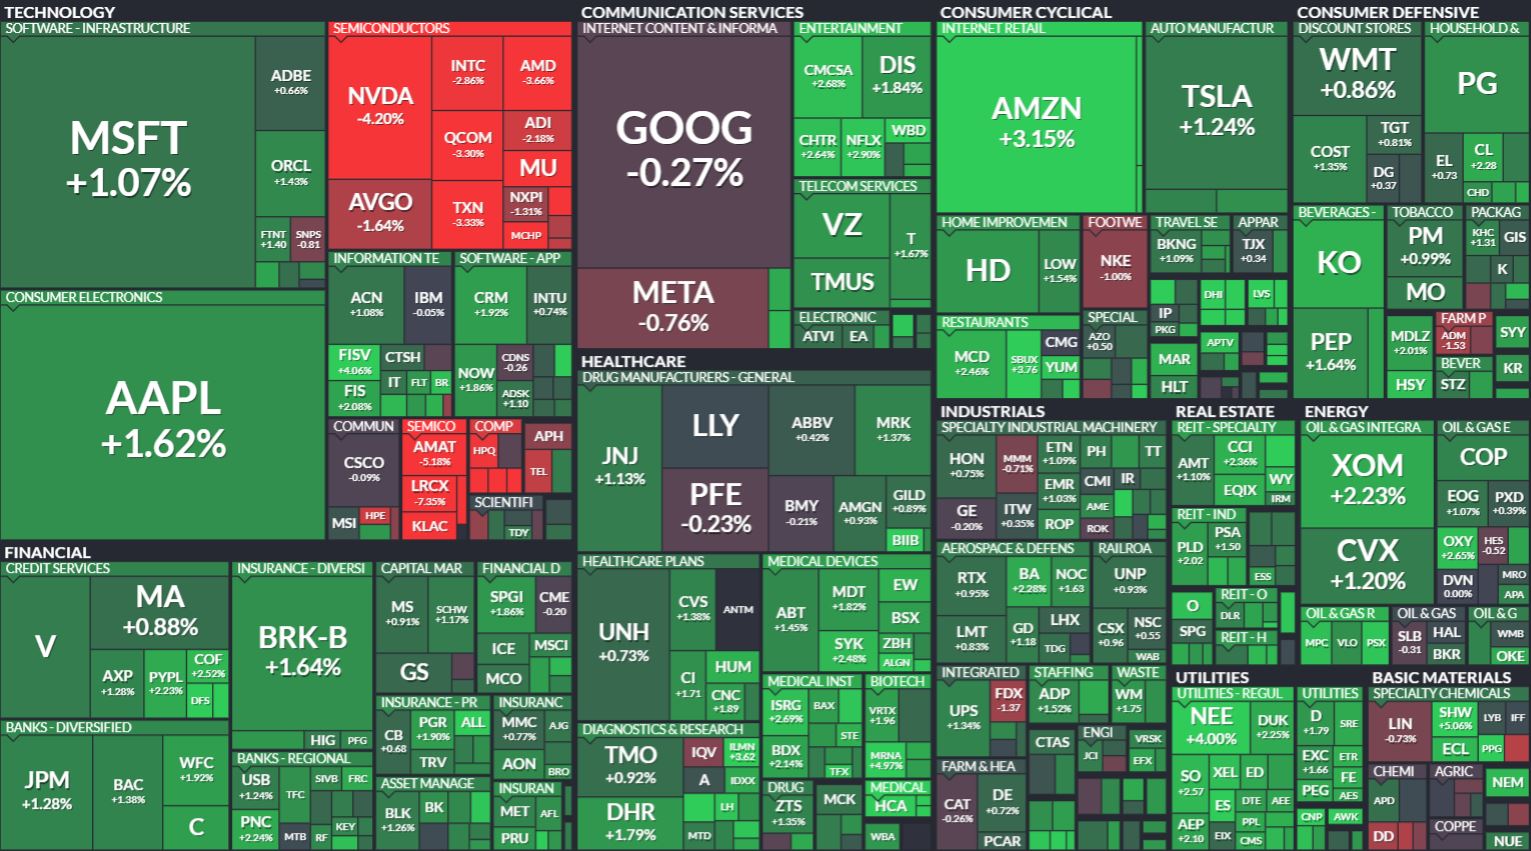 TECHNOLOGY
SOFTWARE - INFRASTRUCTURE
MSFT
+1.07%
ADBE
+0.66%
ORCL
+1.43%
FTNT
+1.40
SNPS
-0.81
SEMICONDUCTORS
NVDA
-4.20%
INTC
-2.86%
AMD
-3.66%
QCOM
-3.30%
ADI
-2.18%
MU
AVGO
-1.64%
TXN
-3.33%
NXPI
-1.31%
MCHP
CONSUMER ELECTRONICS
AAPL
+1.62%
INFORMATION TE
ACN
+1.08%
IBM
-0.05%
FISV
+4.06%
CTSH
FIS
+2.08%
IT
FLT
BR
SOFTWARE - APP
CRM
+1.92%
INTU
+0.74%
NOW
+1.86%
CDNS
-0.26
ADSK
+1.10
COMMUN
CSCO
-0.09%
MSI
HPE
SEMICO
AMAT
-5.18%
LRCX
-7.35%
KLAC
COMP
HPQ
APH
TEL
SCIENTIFI
TDY
COMMUNICATION SERVICES
INTERNET CONTENT & INFORMA
GOOG
-0.27%
META
-0.76%
ENTERTAINMENT
CMCSA
+2.68%
DIS
+1.84%
CHTR
+2.64%
NFLX
+2.90%
WBD
TELECOM SERVICES
VZ
T
+1.67%
TMUS
ELECTRONIC
ATVI
EA
CONSUMER CYCLICAL
INTERNET RETAIL
AMZN
+3.15%
AUTO MANUFACTUR
TSLA
+1.24%
HOME IMPROVEMEN
HD
LOW
+1.54%
FOOTWE
NKE
-1.00%
TRAVEL SE
BKNG
+1.09%
APPAR
TJX
+0.34
DHI
LVS
RESTAURANTS
MCD
+2.46%
SBUX
+3.76
CMG
YUM
SPECIAL
AZO
+0.50
IP
PKG
MAR
HLT
APTV
CONSUMER DEFENSIVE
DISCOUNT STORES
WMT
+0.86%
COST
+1.35%
TGT
+0.81%
DG
+0.37
HOUSEHOLD &
PG
EL
+0.73
CL
+2.28
CHD
BEVERAGES -
KO
PEP
+1.64%
TOBACCO
PM
+0.99%
MO
PACKAG
KHC
+1.31
GIS
K
MDLZ
+2.01%
HSY
FARM P
ADM
-1.53
BEVER
STZ
SYY
KR
HEALTHCARE
DRUG MANUFACTURERS - GENERAL
JNJ
+1.13%
LLY
ABBV
+0.42%
MRK
+1.37%
PFE
-0.23%
BMY
-0.21%
AMGN
+0.93%
GILD
+0.89%
BIIB
HEALTHCARE PLANS
UNH
+0.73%
CVS
+1.38%
ANTM
CI
+1.71
HUM
CNC
+1.89
MEDICAL DEVICES
ABT
+1.45%
MDT
+1.82%
EW
BSX
SYK
+2.48%
ZBH
ALGN
DIAGNOSTICS & RESEARCH
TMO
+0.92%
IQV
ILMN
+3.62
A
IDXX
DHR
+1.79%
LH
MTD
MEDICAL INST
ISRG
+2.69%
BAX
STE
BDX
+2.14%
TFX
BIOTECH
VRTX
+1.96
MRNA
+4.97%
DRUG
ZTS
+1.35%
MCK
MEDICAL
HCA
WBA
INDUSTRIALS
SPECIALTY INDUSTRIAL MACHINERY
HON
+0.75%
MMM
-0.71%
ETN
+1.09%
PH
TT
GE
-0.20%
ITW
+0.35%
EMR
+1.03%
CMI
IR
AME
ROP
ROK
AEROSPACE & DEFENS
RTX
+0.95%
BA
+2.28%
NOC
+1.63
LMT
+0.83%
GD
+1.18
LHX
TDG
RAILROA
UNP
+0.93%
CSX
+0.96
NSC
+0.55
WAB
INTEGRATED
UPS
+1.34%
FDX
-1.37
STAFFING
ADP
+1.52%
WASTE
WM
+1.75
CTAS
ENGI
JCI
VRSK
EFX
FARM & HEA
CAT
-0.26%
DE
+0.72%
PCAR
REAL ESTATE
REIT - SPECIALTY
AMT
+1.10%
CCI
+2.36%
EQIX
WY
IRM
REIT - IND
PLD
+2.02
PSA
+1.50
ESS
O
SPG
REIT - O
DLR
REIT - H
ENERGY
OIL & GAS INTEGRA
XOM
+2.23%
CVX
+1.20%
OIL & GAS E
COP
EOG
+1.07%
PXD
+0.39%
OXY
+2.65%
HES
-0.52
DVN
0.00%
MRO
APA
OIL & GAS R
MPC
VLO
PSX
OIL & GAS
SLB
-0.31
HAL
BKR
OIL & G
WMB
OKE
UTILITIES
UTILITIES - REGUL
NEE
+4.00%
DUK
+2.25%
SO
+2.57
XEL
ED
ES
DTE
AEE
AEP
+2.10
PPL
EIX
CMS
UTILITIES
D
+1.79
SRE
EXC
+1.66
ETR
FE
PEG
AES
CNP
AWK
BASIC MATERIALS
SPECIALTY CHEMICALS
LIN
-0.73%
SHW
+5.06%
LYB
IFF
ECL
PPG
CHEMI
APD
DD
AGRIC
NEM
COPPE
NUE
FINANCIAL
CREDIT SERVICES
V
MA
+0.88%
AXP
+1.28%
PYPL
+2.23%
COF
+2.52%
DFS
BANKS - DIVERSIFIED
JPM
+1.28%
BAC
+1.38%
WFC
+1.92%
C
INSURANCE - DIVERSI
BRK-B
+1.64%
HIG
PFG
BANKS - REGIONAL
USB
+1.24%
TFC
SIVB
FRC
PNC
+2.24%
MTB
RF
KEY
CAPITAL MAR
MS
+0.91%
SCHW
+1.17%
GS
FINANCIAL D
SPGI
+1.86%
CME
-0.20
ICE
MSCI
MCO
INSURANCE - PR
CB
+0.68
PGR
+1.90%
ALL
TRV
INSURANC
MMC
+0.77%
AJG
AON
BRO
ASSET MANAGE
BLK
+1.26%
BK
INSURAN
MET
AFL
PRU